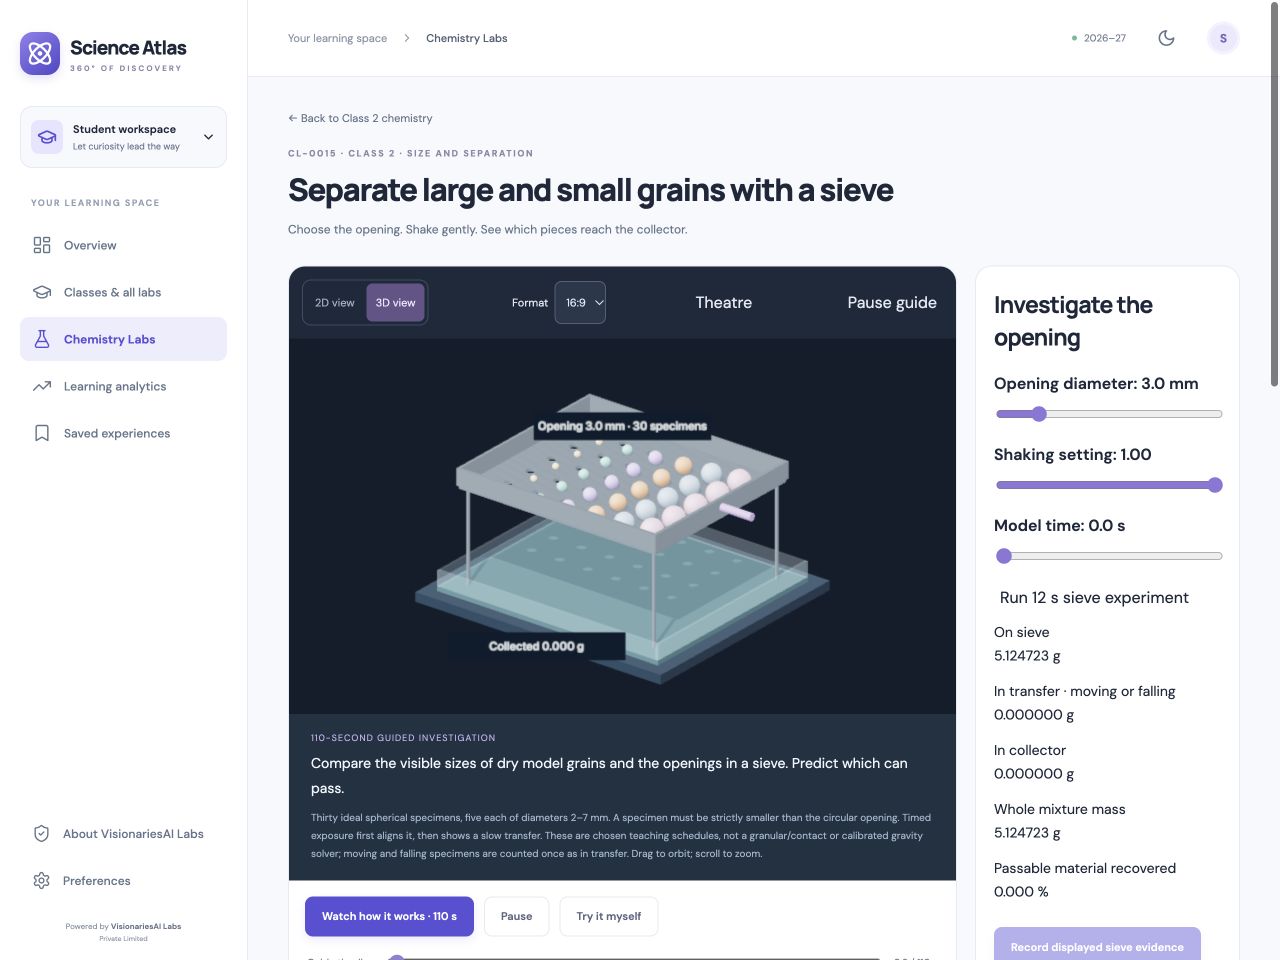 Science Atlas
360° OF DISCOVERY
Student workspace
Let curiosity lead the way
YOUR LEARNING SPACE
Overview
Classes & all labs
Chemistry Labs
Learning analytics
Saved experiences
About VisionariesAI Labs
Preferences
Powered by VisionariesAI Labs
Private Limited
Your learning space > Chemistry Labs
2026–27
S
← Back to Class 2 chemistry
CL-0015 · CLASS 2 · SIZE AND SEPARATION
Separate large and small grains with a sieve
Choose the opening. Shake gently. See which pieces reach the collector.
2D view
3D view
Format
16:9
Theatre
Pause guide
Opening 3.0 mm · 30 specimens
Collected 0.000 g
110-SECOND GUIDED INVESTIGATION
Compare the visible sizes of dry model grains and the openings in a sieve. Predict which can
pass.
Thirty ideal spherical specimens, five each of diameters 2–7 mm. A specimen must be strictly smaller than the circular opening. Timed
exposure first aligns it, then shows a slow transfer. These are chosen teaching schedules, not a granular/contact or calibrated gravity
solver; moving and falling specimens are counted once as in transfer. Drag to orbit; scroll to zoom.
Watch how it works · 110 s
Pause
Try it myself
Investigate the
opening
Opening diameter: 3.0 mm
Shaking setting: 1.00
Model time: 0.0 s
Run 12 s sieve experiment
On sieve
5.124723 g
In transfer · moving or falling
0.000000 g
In collector
0.000000 g
Whole mixture mass
5.124723 g
Passable material recovered
0.000 %
Record displayed sieve evidence